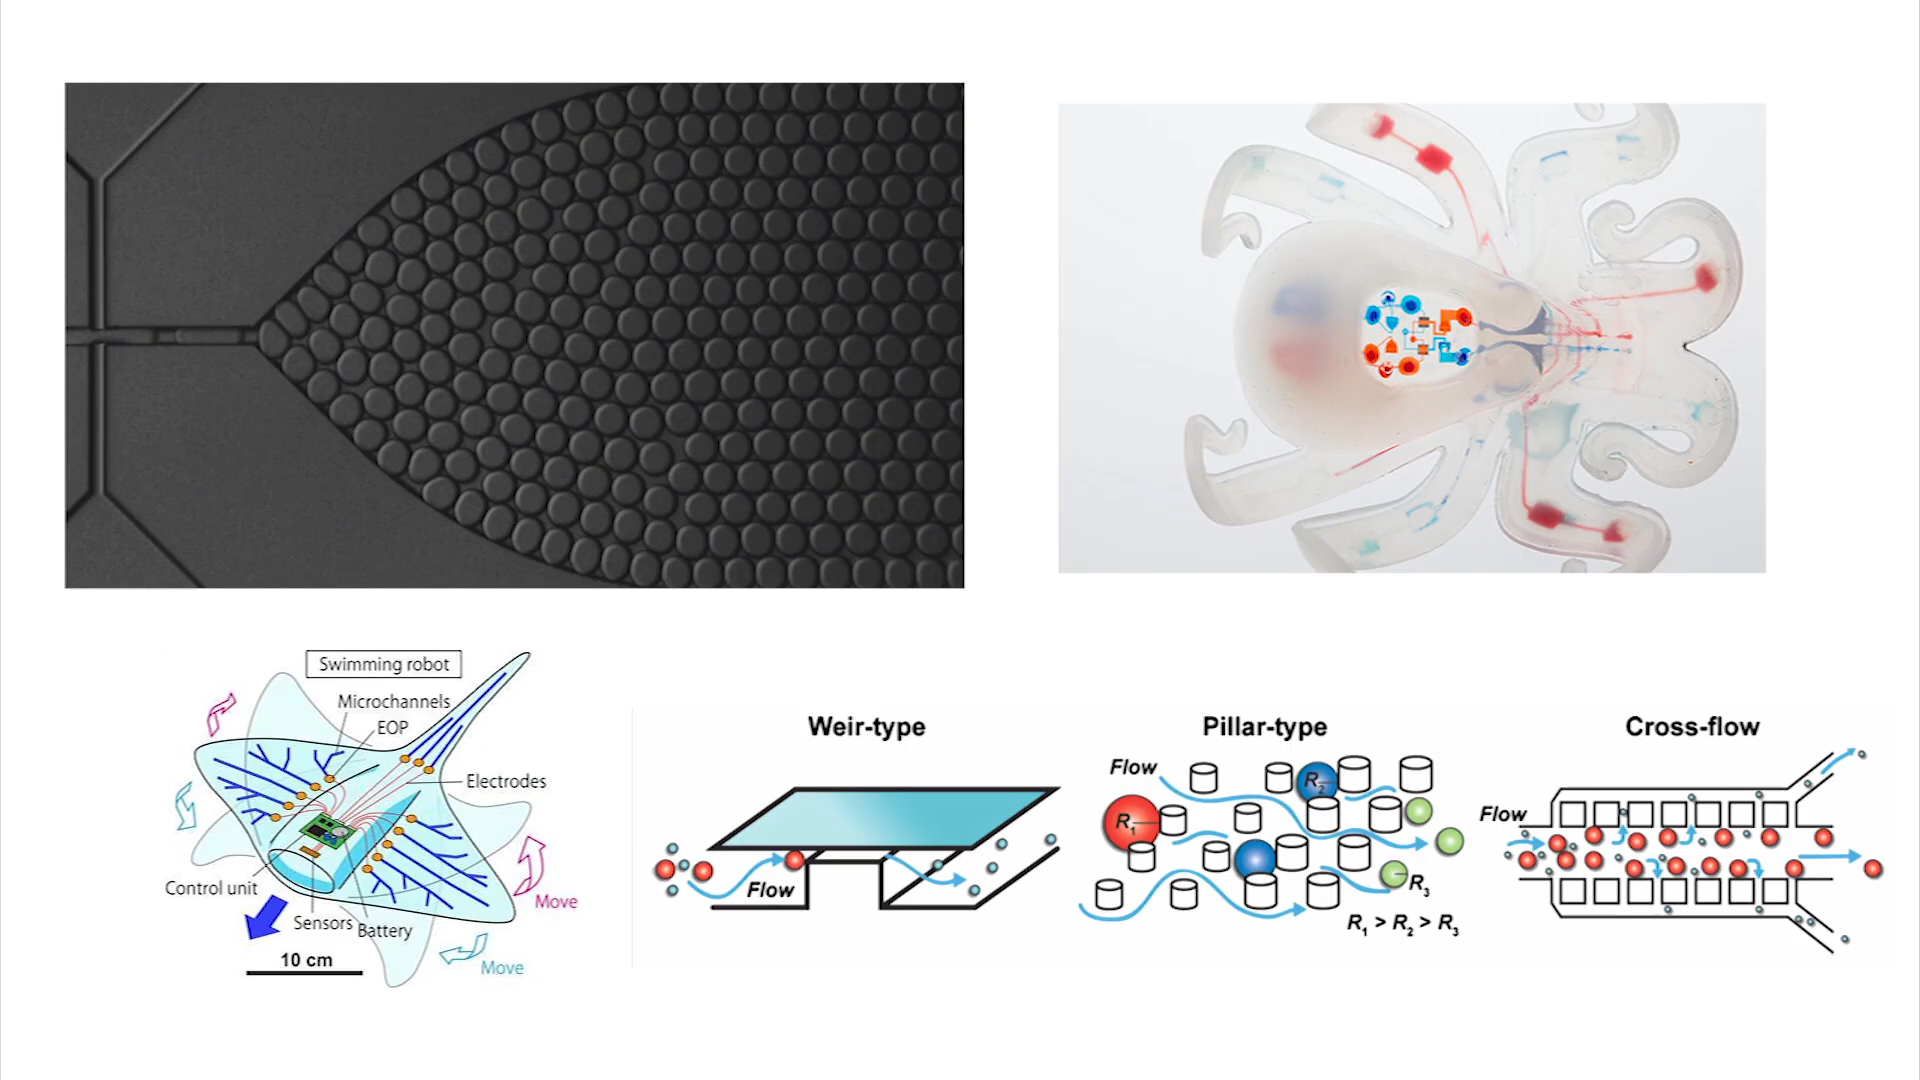 Swimming robot
Microchannels
EOP
Electrodes
Control unit
Sensors
Battery
Move
Move
10 cm
Weir-type
Flow
Pillar-type
Flow
R1
R2
R3
R1 > R2 > R3
Cross-flow
Flow